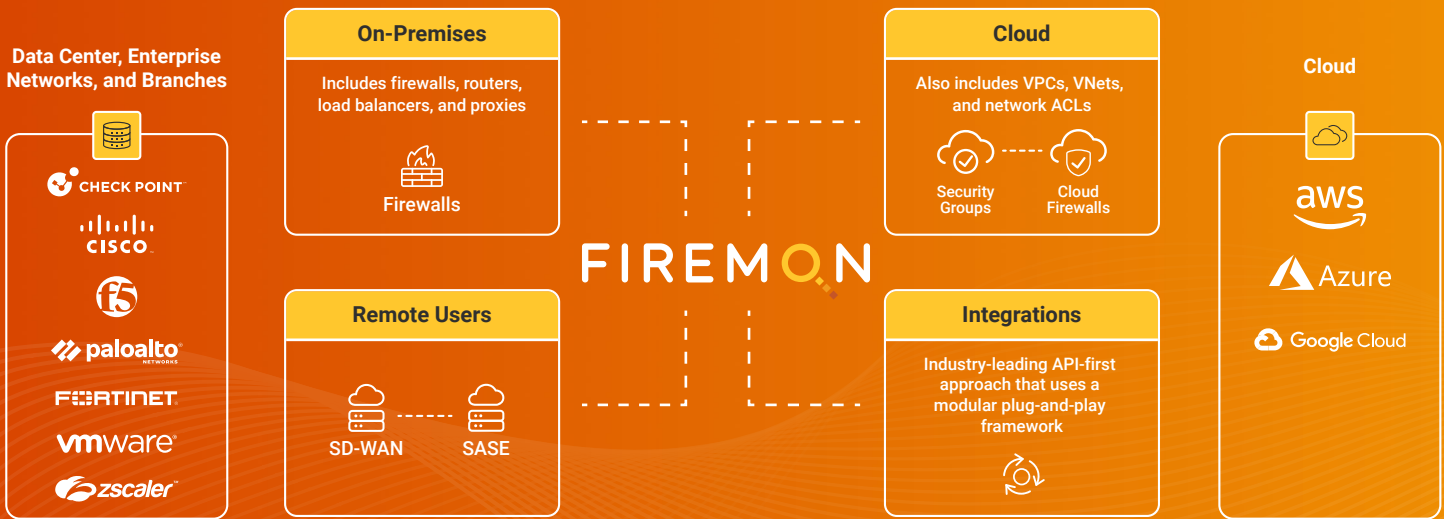 Data Center, Enterprise
Networks, and Branches
CHECK POINT™
CISCO™
f5
paloalto®
NETWORKS
FORTINET®
vmware®
zscaler™
On-Premises
Includes firewalls, routers,
load balancers, and proxies
Firewalls
Remote Users
SD-WAN
SASE
FIREMON
Cloud
Also includes VPCs, VNets,
and network ACLs
Security
Groups
Cloud
Firewalls
Integrations
Industry-leading API-first
approach that uses a
modular plug-and-play
framework
Cloud
aws
Azure
Google Cloud